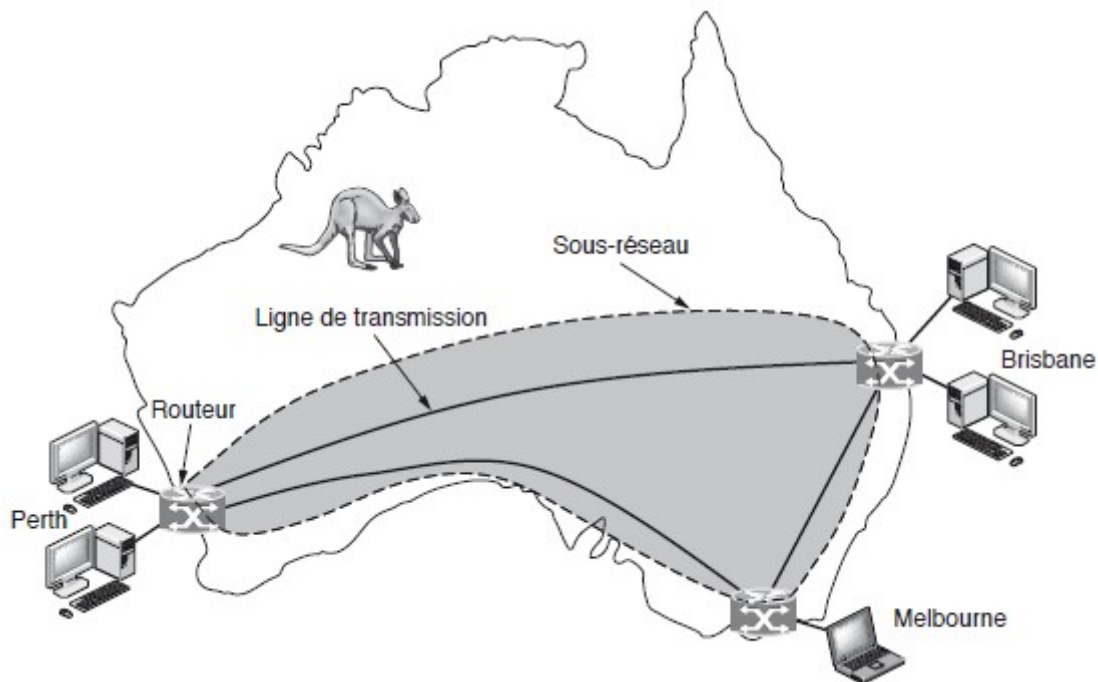 Sous-réseau
Ligne de transmission
Brisbane
Routeur
Perth
Melbourne